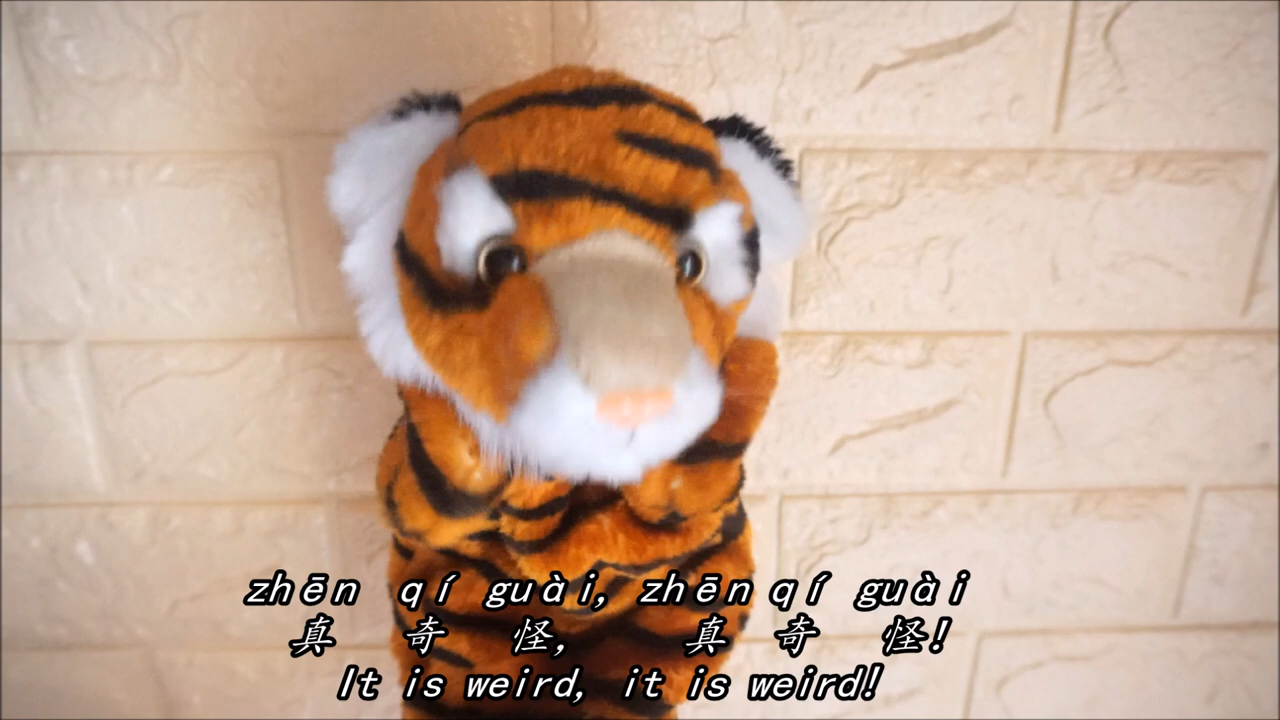 zhēn qí guài, zhēn qí guài
真奇怪, 真奇怪!
It is weird, it is weird!